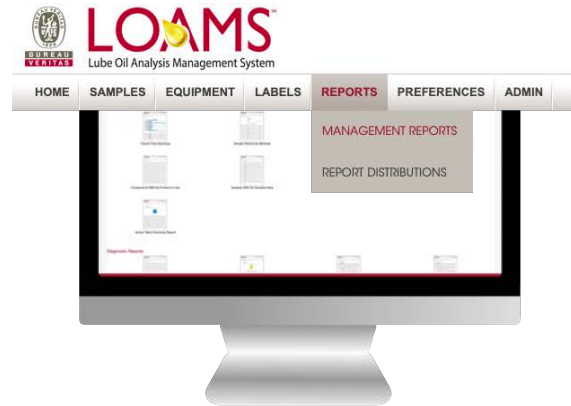 BUREAU
VERITAS
LOAMS
Lube Oil Analysis Management System
HOME SAMPLES EQUIPMENT LABELS REPORTS PREFERENCES ADMIN
MANAGEMENT REPORTS
REPORT DISTRIBUTIONS
Diagnostic Reports